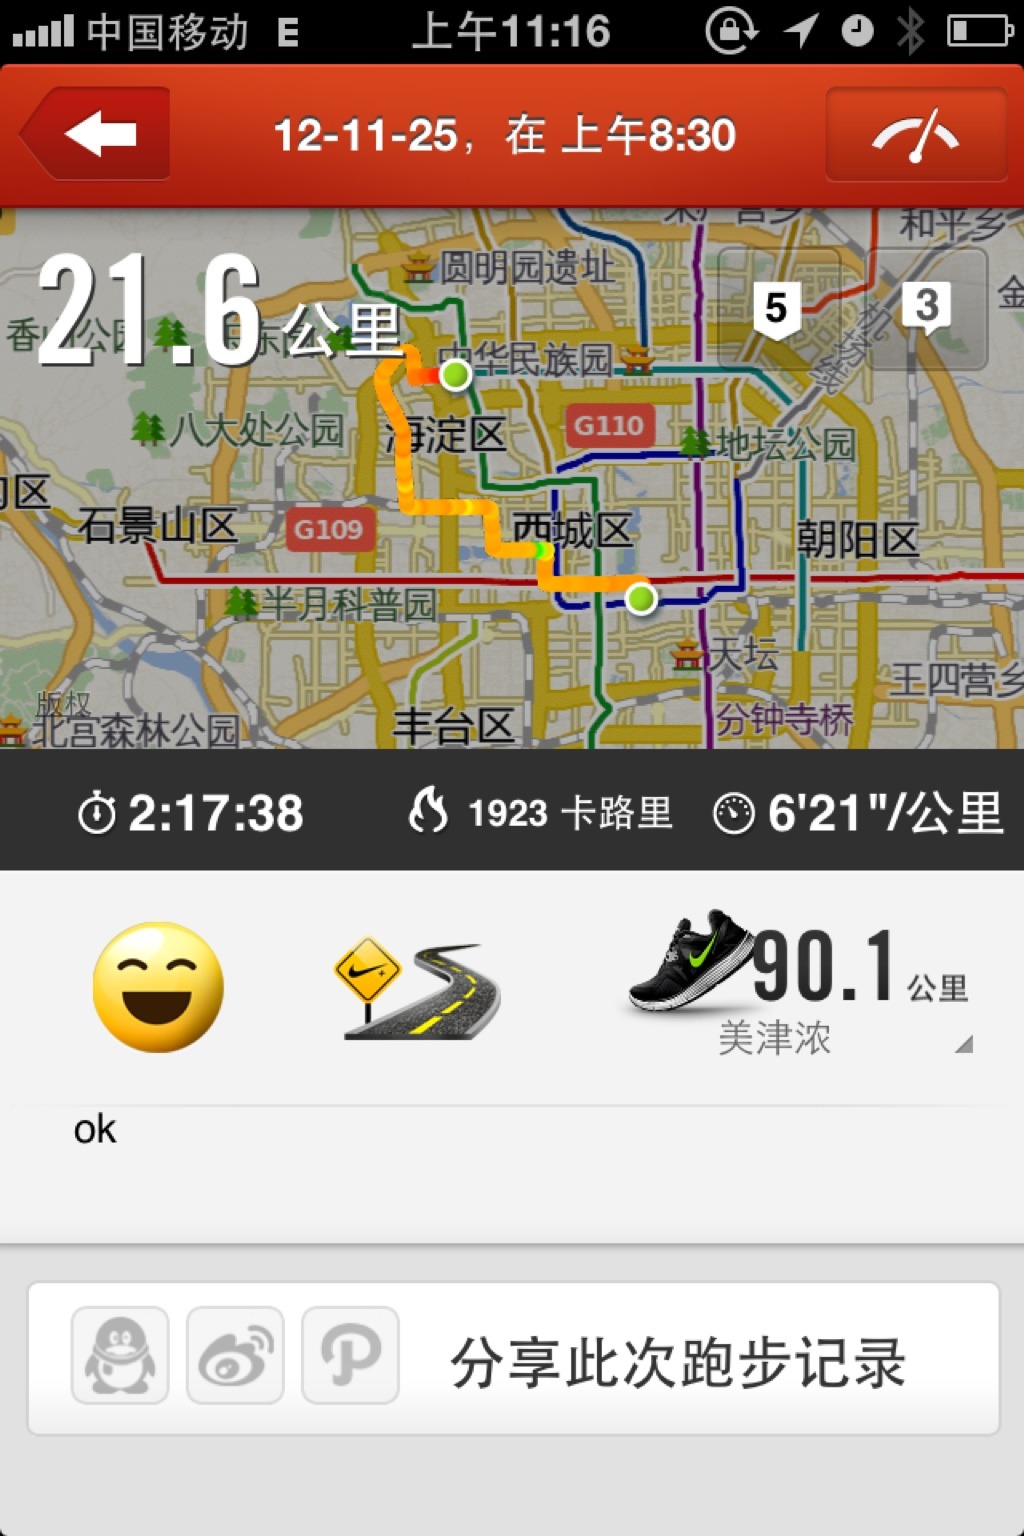 中国移动 E 上午11:16
12-11-25，在 上午8:30
和平乡
圆明园遗址
21.6 公里
5
3
机场线
中华民族园
八大处公园
海淀区
G110
地坛公园
石景山区
G109
西城区
朝阳区
半月科普园
天坛
王四营乡
版权
北宫森林公园
丰台区
分钟寺桥
2:17:38
1923 卡路里
6'21"/公里
90.1 公里
美津浓
ok
分享此次跑步记录